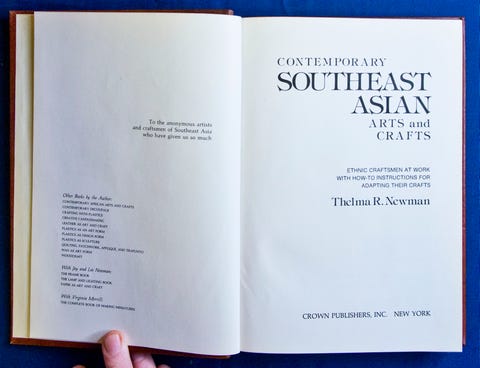 To the anonymous artists
and craftsmen of Southeast Asia
who have given us so much
Other Books by the Author:
CONTEMPORARY AFRICAN ARTS AND CRAFTS
CONTEMPORARY DECOUPAGE
CRAFTING WITH PLASTICS
CREATIVE CANDLEMAKING
LEATHER AS ART AND CRAFT
PLASTICS AS AN ART FORM
PLASTICS AS DESIGN FORM
PLASTICS AS SCULPTURE
QUILTING, PATCHWORK, APPLIQUÉ, AND TRAPUNTO
WAX AS ART FORM
WOODCRAFT
With Jay and Lee Newman:
THE FRAME BOOK
THE LAMP AND LIGHTING BOOK
PAPER AS ART AND CRAFT
With Virginia Merrill:
THE COMPLETE BOOK OF MAKING MINIATURES
CONTEMPORARY
SOUTHEAST
ASIAN
ARTS and
CRAFTS
ETHNIC CRAFTSMEN AT WORK
WITH HOW-TO INSTRUCTIONS FOR
ADAPTING THEIR CRAFTS
Thelma R. Newman
CROWN PUBLISHERS, INC. NEW YORK